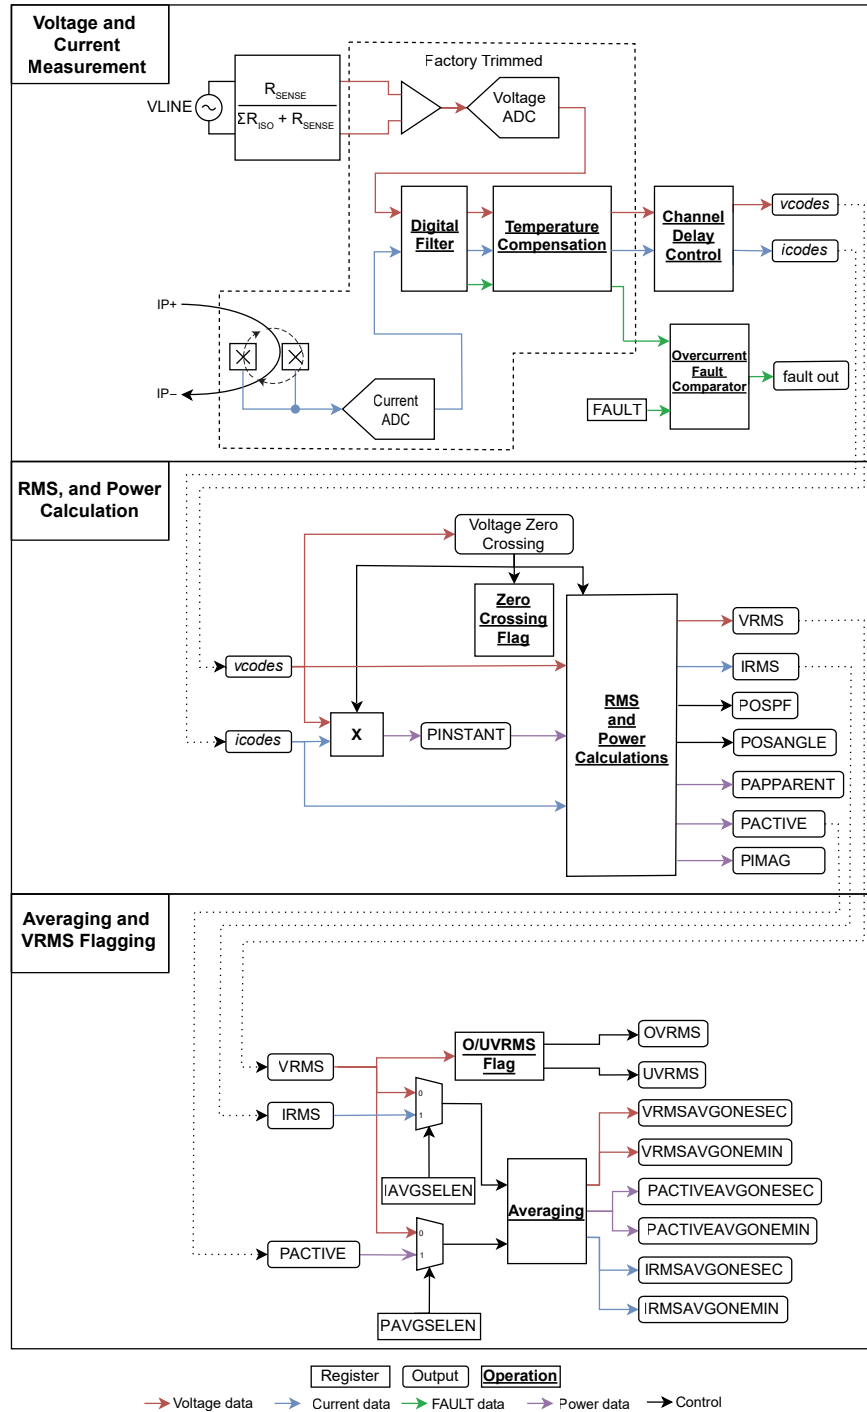 Voltage and
Current
Measurement
Factory Trimmed
VLINE
R SENSE
ΣR ISO + R SENSE
Voltage
ADC
Digital
Filter
Temperature
Compensation
Channel
Delay
Control
vcodes
icodes
IP+
IP–
Current
ADC
Overcurrent
Fault
Comparator
fault out
FAULT
RMS, and Power
Calculation
Voltage Zero
Crossing
Zero
Crossing
Flag
vcodes
icodes
X
PINSTANT
RMS
and
Power
Calculations
VRMS
IRMS
POSPF
POSANGLE
PAPPARENT
PACTIVE
PIMAG
Averaging and
VRMS Flagging
VRMS
IRMS
PACTIVE
O/UVRMS
Flag
OVRMS
UVRMS
0
1
IAVGSELEN
0
1
PAVGSELEN
Averaging
VRMSAVGONESEC
VRMSAVGONEMIN
PACTIVEAVGONESEC
PACTIVEAVGONEMIN
IRMSAVGONESEC
IRMSAVGONEMIN
Register
Output
Operation
Voltage data
Current data
FAULT data
Power data
Control